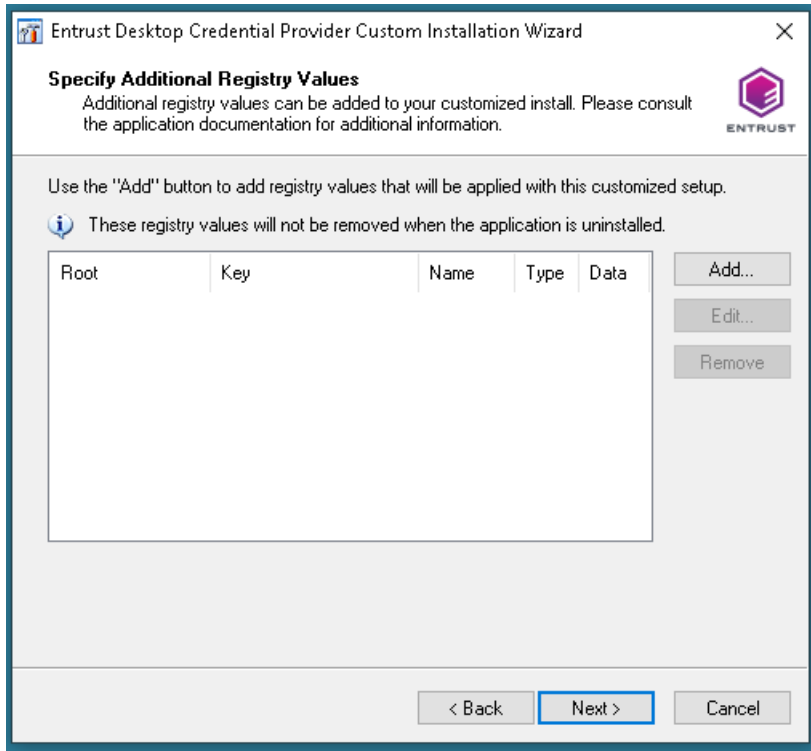 Entrust Desktop Credential Provider Custom Installation Wizard
Specify Additional Registry Values
Additional registry values can be added to your customized install. Please consult
the application documentation for additional information.
ENTRUST
Use the "Add" button to add registry values that will be applied with this customized setup.
These registry values will not be removed when the application is uninstalled.
Root Key Name Type Data
Add...
Edit...
Remove
< Back Next > Cancel